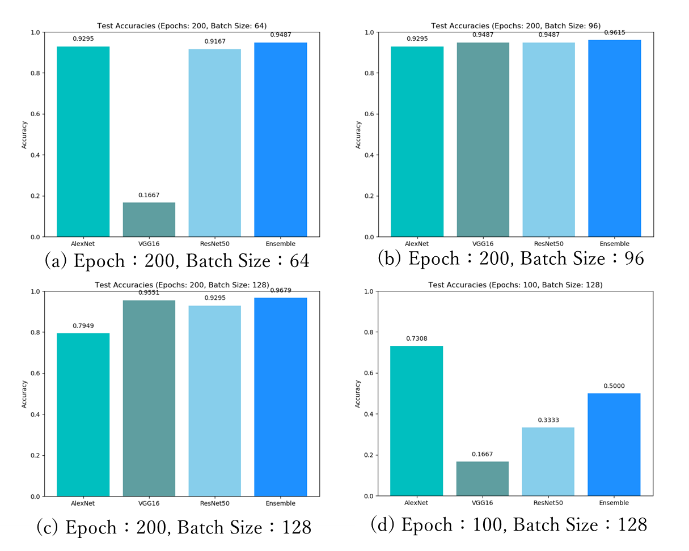 Test Accuracies (Epochs: 200, Batch Size: 64)
1.0
0.8
0.6
0.4
0.2
0.0
Accuracy
0.9295
0.1667
0.9167
0.9487
AlexNet
VGG16
ResNet50
Ensemble
(a) Epoch：200, Batch Size：64
Test Accuracies (Epochs: 200, Batch Size: 96)
1.0
0.8
0.6
0.4
0.2
0.0
Accuracy
0.9295
0.9487
0.9487
0.9615
AlexNet
VGG16
ResNet50
Ensemble
(b) Epoch：200, Batch Size：96
Test Accuracies (Epochs: 200, Batch Size: 128)
1.0
0.8
0.6
0.4
0.2
0.0
Accuracy
0.7949
0.9551
0.9295
0.9679
AlexNet
VGG16
ResNet50
Ensemble
(c) Epoch：200, Batch Size：128
Test Accuracies (Epochs: 100, Batch Size: 128)
1.0
0.8
0.6
0.4
0.2
0.0
Accuracy
0.7308
0.1667
0.3333
0.5000
AlexNet
VGG16
ResNet50
Ensemble
(d) Epoch：100, Batch Size：128